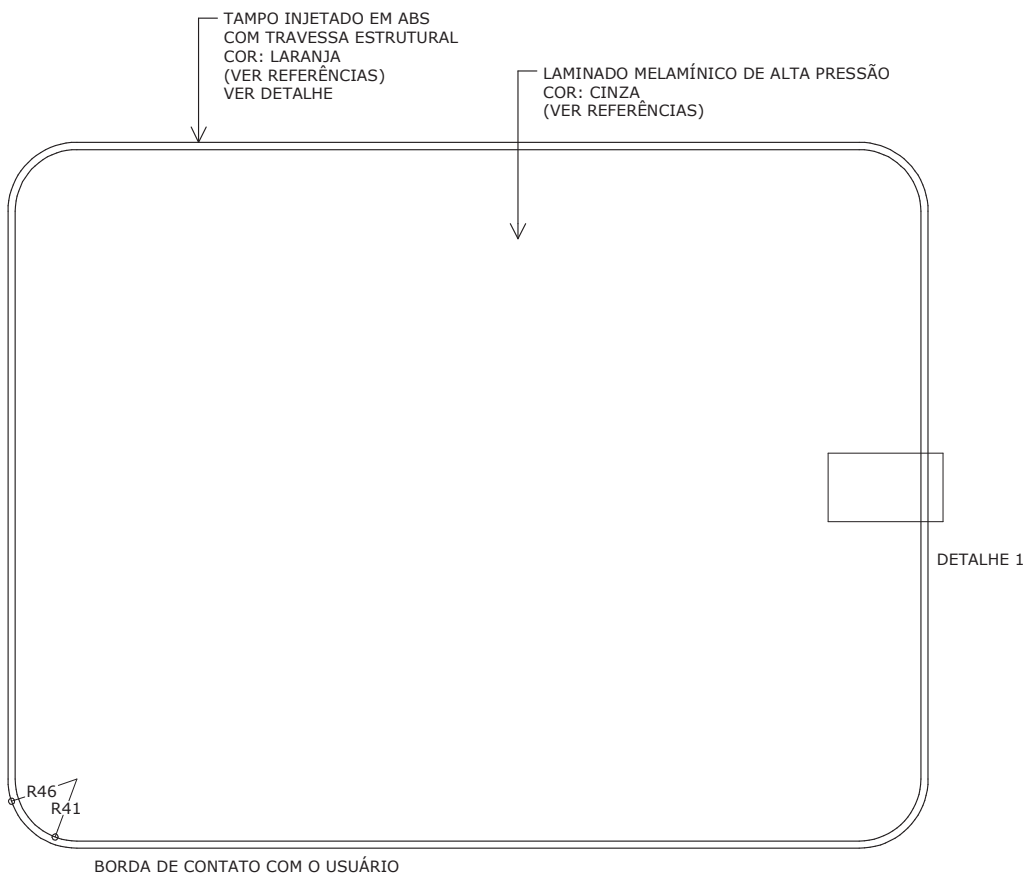 TAMPO INJETADO EM ABS
COM TRAVESSA ESTRUTURAL
COR: LARANJA
(VER REFERÊNCIAS)
VER DETALHE
LAMINADO MELAMÍNICO DE ALTA PRESSÃO
COR: CINZA
(VER REFERÊNCIAS)
DETALHE 1
R46
R41
BORDA DE CONTATO COM O USUÁRIO